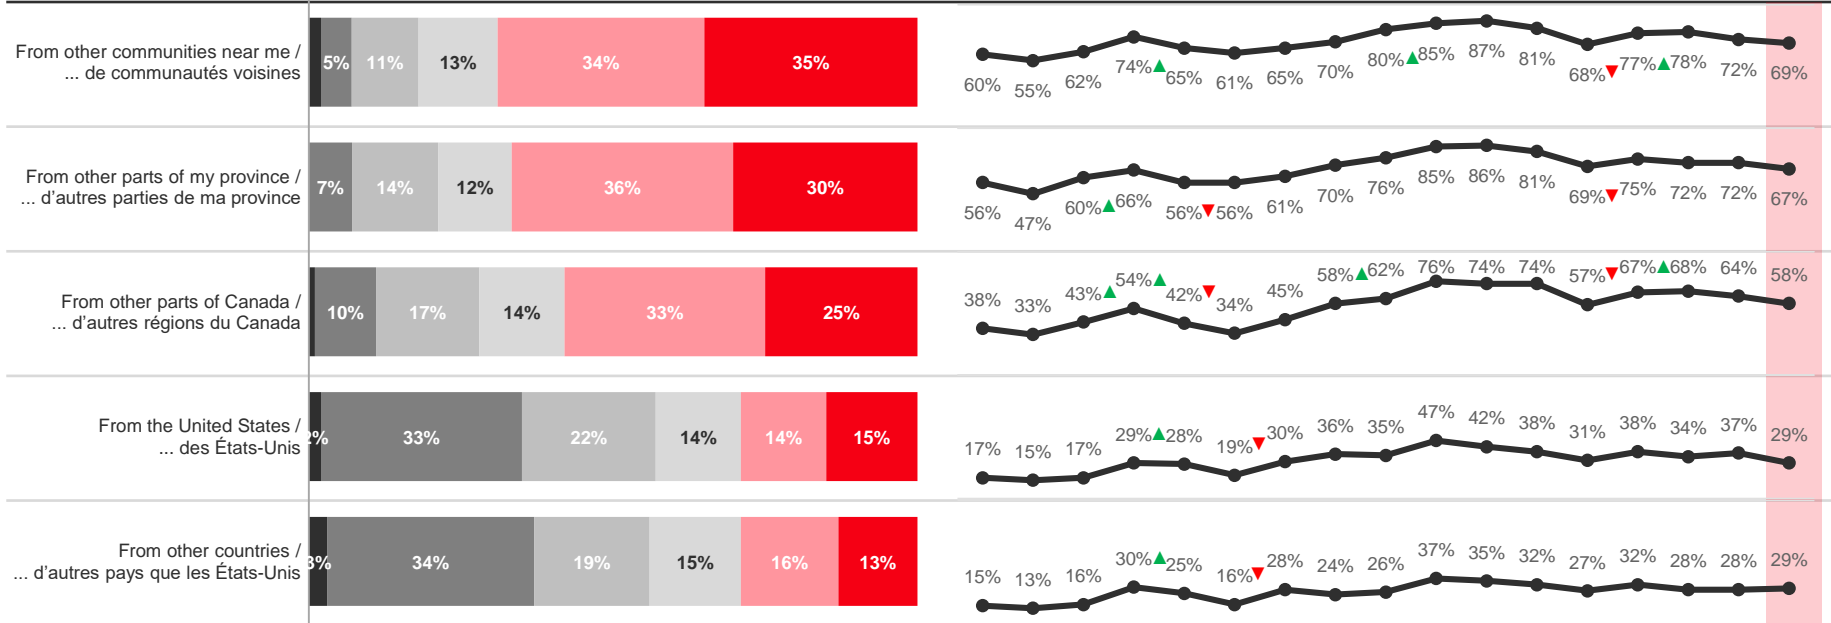 From other communities near me /
... de communautés voisines
5% 11% 13% 34% 35%
60% 55% 62% 74% 65% 61% 65% 70% 80% 85% 87% 81% 68% 77% 78% 72% 69%
From other parts of my province /
... d'autres parties de ma province
7% 14% 12% 36% 30%
56% 47% 60% 66% 56% 56% 61% 70% 76% 85% 86% 81% 69% 75% 72% 72% 67%
From other parts of Canada /
... d'autres régions du Canada
10% 17% 14% 33% 25%
38% 33% 43% 54% 42% 34% 45% 58% 62% 76% 74% 74% 57% 67% 68% 64% 58%
From the United States /
... des États-Unis
2% 33% 22% 14% 14% 15%
17% 15% 17% 29% 28% 19% 30% 36% 35% 47% 42% 38% 31% 38% 34% 37% 29%
From other countries /
... d'autres pays que les États-Unis
3% 34% 19% 15% 16% 13%
15% 13% 16% 30% 25% 16% 28% 24% 26% 37% 35% 32% 27% 32% 28% 28% 29%